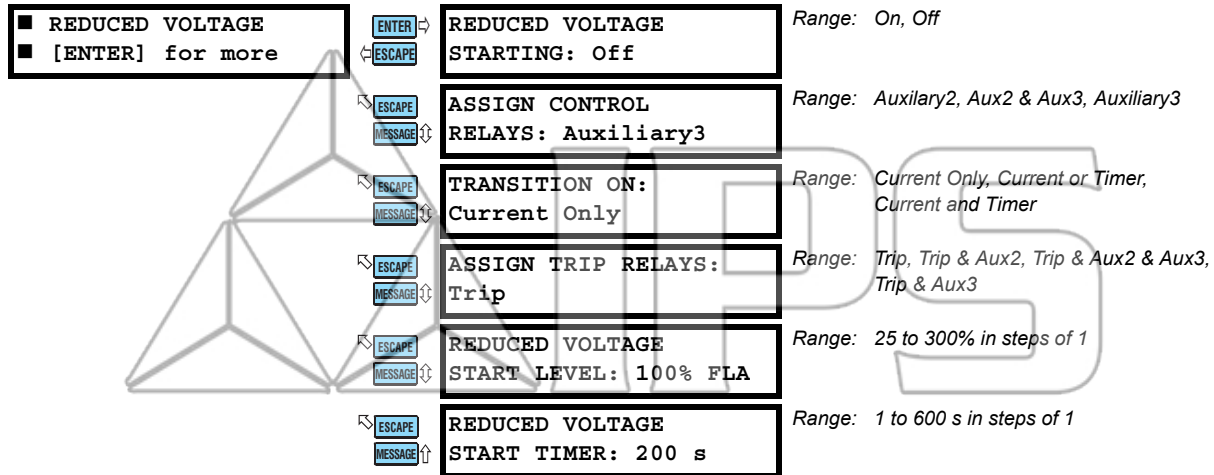 ■ REDUCED VOLTAGE
■ [ENTER] for more
ENTER
ESCAPE
REDUCED VOLTAGE
STARTING: Off
Range: On, Off
ESCAPE
MESSAGE
ASSIGN CONTROL
RELAYS: Auxiliary3
Range: Auxilary2, Aux2 & Aux3, Auxiliary3
ESCAPE
MESSAGE
TRANSITION ON:
Current Only
Range: Current Only, Current or Timer,
Current and Timer
ESCAPE
MESSAGE
ASSIGN TRIP RELAYS:
Trip
Range: Trip, Trip & Aux2, Trip & Aux2 & Aux3,
Trip & Aux3
ESCAPE
MESSAGE
REDUCED VOLTAGE
START LEVEL: 100% FLA
Range: 25 to 300% in steps of 1
ESCAPE
MESSAGE
REDUCED VOLTAGE
START TIMER: 200 s
Range: 1 to 600 s in steps of 1
IPS